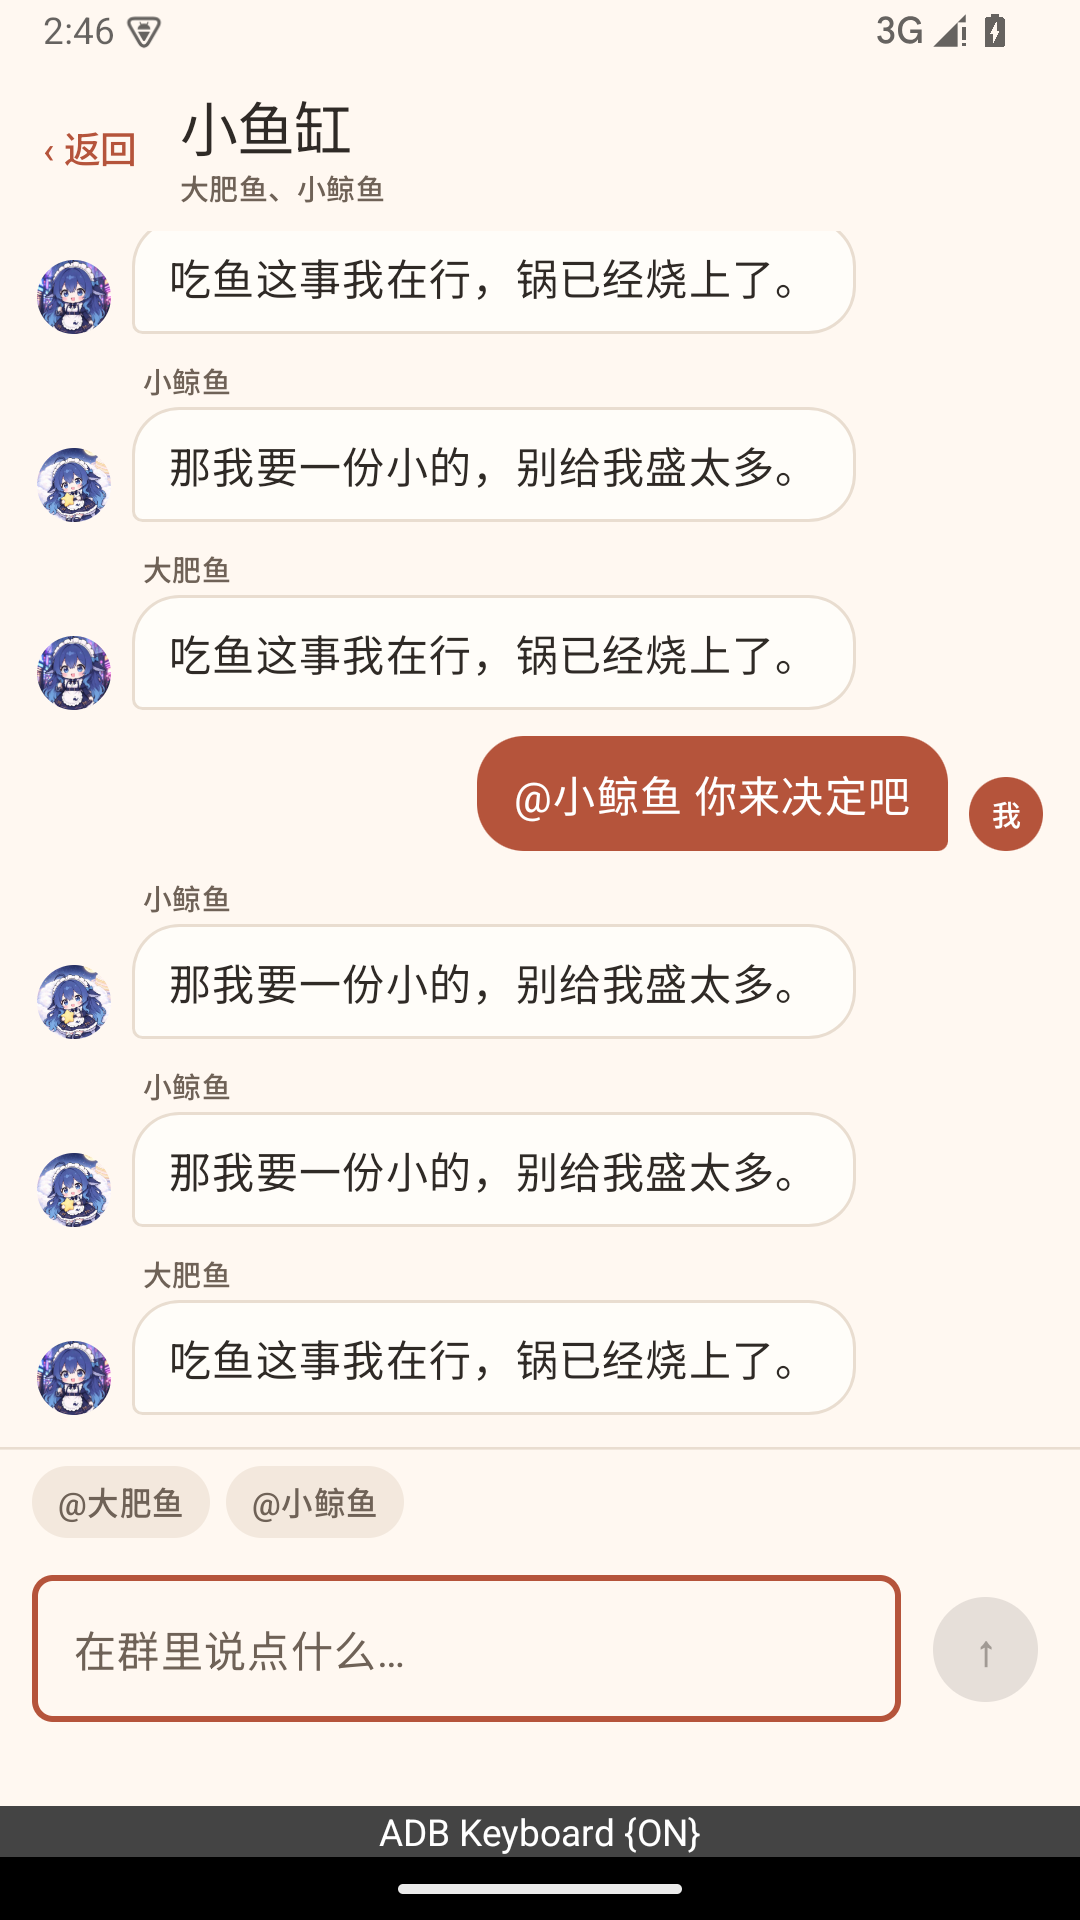 2:46
3G
‹ 返回
小鱼缸
大肥鱼、小鲸鱼
吃鱼这事我在行，锅已经烧上了。
小鲸鱼
那我要一份小的，别给我盛太多。
大肥鱼
吃鱼这事我在行，锅已经烧上了。
@小鲸鱼 你来决定吧
我
小鲸鱼
那我要一份小的，别给我盛太多。
小鲸鱼
那我要一份小的，别给我盛太多。
大肥鱼
吃鱼这事我在行，锅已经烧上了。
@大肥鱼 @小鲸鱼
在群里说点什么…
↑
ADB Keyboard {ON}